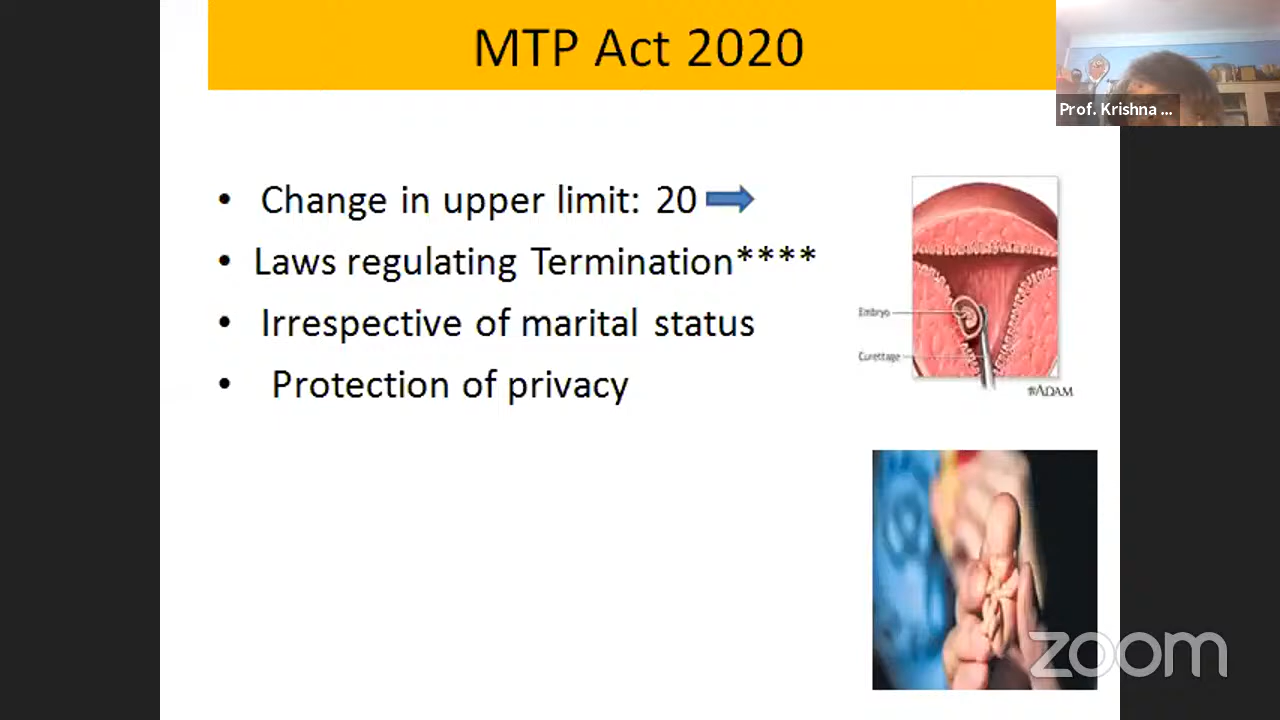 MTP Act 2020
Prof. Krishna ...
• Change in upper limit: 20
• Laws regulating Termination****
• Irrespective of marital status
• Protection of privacy
Embryo
Curettage
*ADAM
zoom